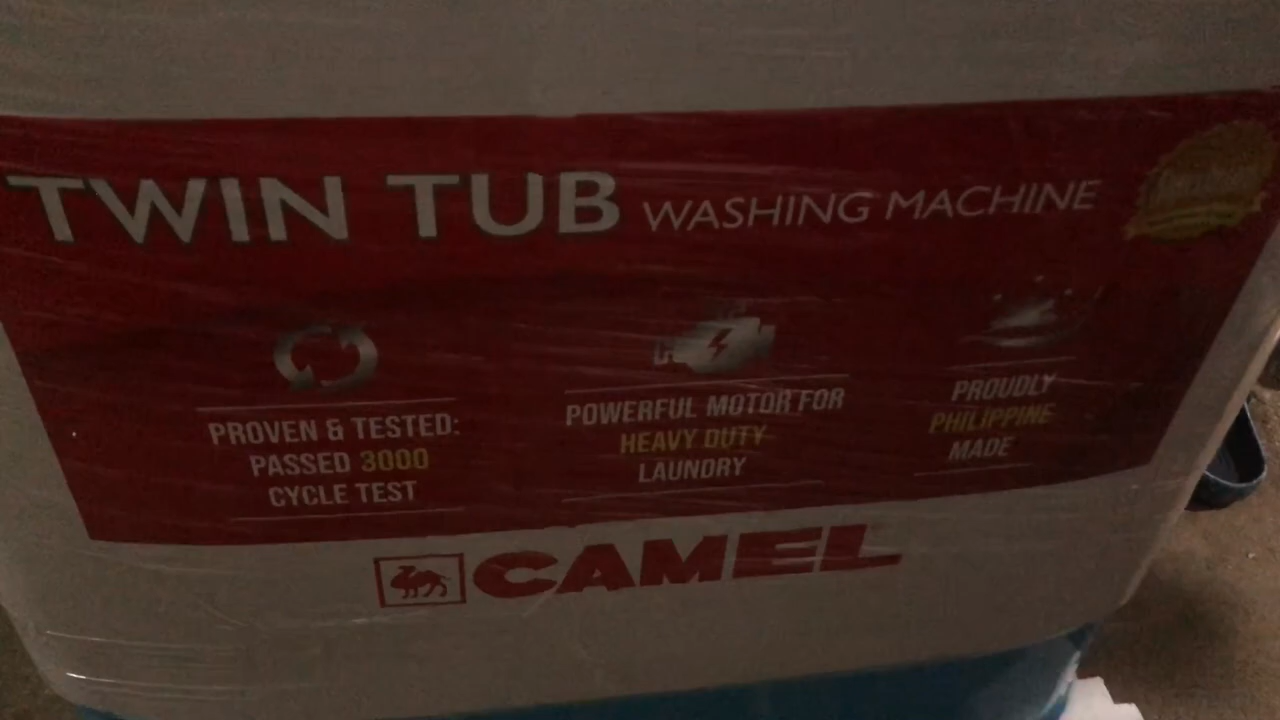 TWIN TUB WASHING MACHINE
PROVEN & TESTED:
PASSED 3000
CYCLE TEST
POWERFUL MOTOR FOR
HEAVY DUTY
LAUNDRY
PROUDLY
PHILIPPINE
MADE
CAMEL